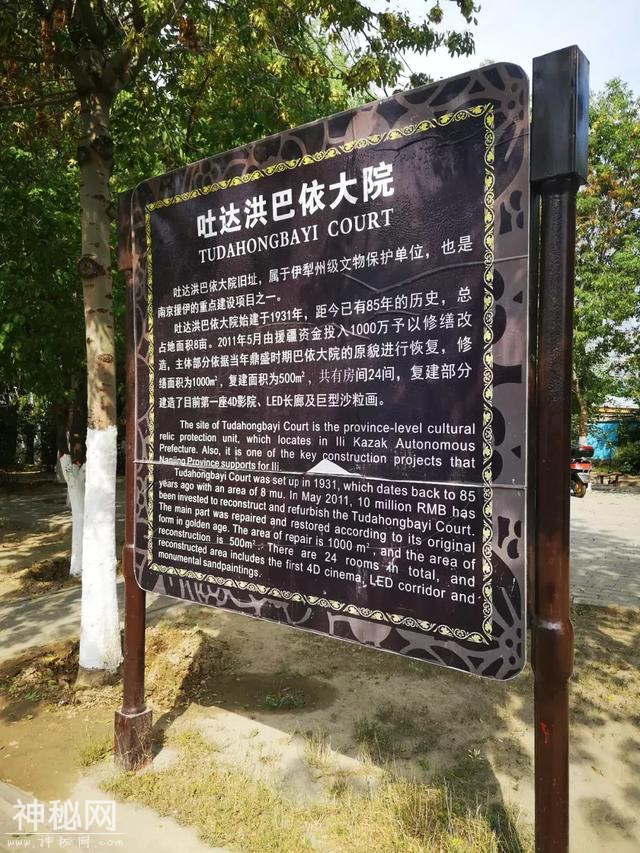 吐达洪巴依大院
TUDAHONGBAYI COURT
吐达洪巴依大院旧址，属于伊犁州级文物保护单位，也是
南京援伊的重点建设项目之一。
吐达洪巴依大院始建于1931年，距今已有85年的历史，总
占地面积8亩。2011年5月由援疆资金投入1000万予以修缮改
造，主体部分依据当年鼎盛时期巴依大院的原貌进行恢复，修
缮面积为1000㎡，复建面积为500㎡，共有房间24间，复建部分
建造了目前第一座4D影院、LED长廊及巨型沙粒画。
The site of Tudahongbayi Court is the province-level cultural
relic protection unit, which locates in Ili Kazak Autonomous
Prefecture. Also, it is one of the key construction projects that
Nanjing Province supports for Ili.
Tudahongbayi Court was set up in 1931, which dates back to 85
years ago with an area of 8 mu. In May 2011, 10 million RMB has
been invested to reconstruct and refurbish the Tudahongbayi Court.
The main part was repaired and restored according to its original
form in golden age. The area of repair is 1000 m², and the area of
reconstruction is 500m². There are 24 rooms in total, and
reconstructed area includes the first 4D cinema, LED corridor and
monumental sandpaintings.
神秘网
www.shenmi.cn